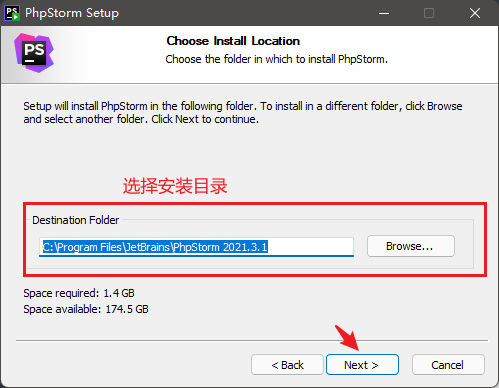 PhpStorm Setup
PS
Choose Install Location
Choose the folder in which to install PhpStorm.
Setup will install PhpStorm in the following folder. To install in a different folder, click Browse
and select another folder. Click Next to continue.
选择安装目录
Destination Folder
C:\Program Files\JetBrains\PhpStorm 2021.3.1
Browse...
Space required: 1.4 GB
Space available: 174.5 GB
< Back
Next >
Cancel